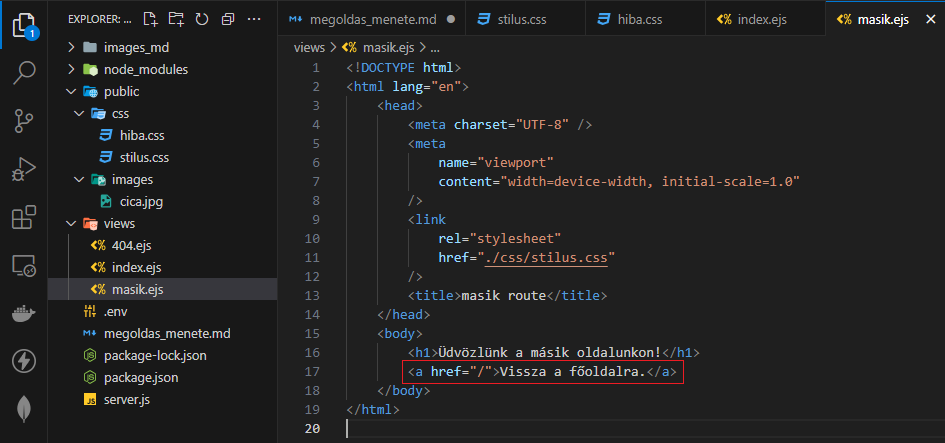 EXPLORER: ...
megoldas_menete.md
stilus.css
hiba.css
index.ejs
masik.ejs
1
images_md
node_modules
public
css
hiba.css
stilus.css
images
cica.jpg
views
404.ejs
index.ejs
masik.ejs
.env
megoldas_menete.md
package-lock.json
package.json
server.js
views > masik.ejs > ...
1 <!DOCTYPE html>
2 <html lang="en">
3 <head>
4 <meta charset="UTF-8" />
5 <meta
6 name="viewport"
7 content="width=device-width, initial-scale=1.0"
8 />
9 <link
10 rel="stylesheet"
11 href="./css/stilus.css"
12 />
13 <title>masik route</title>
14 </head>
15 <body>
16 <h1>Üdvözlünk a másik oldalunkon!</h1>
17 <a href="/">Vissza a főoldalra.</a>
18 </body>
19 </html>
20